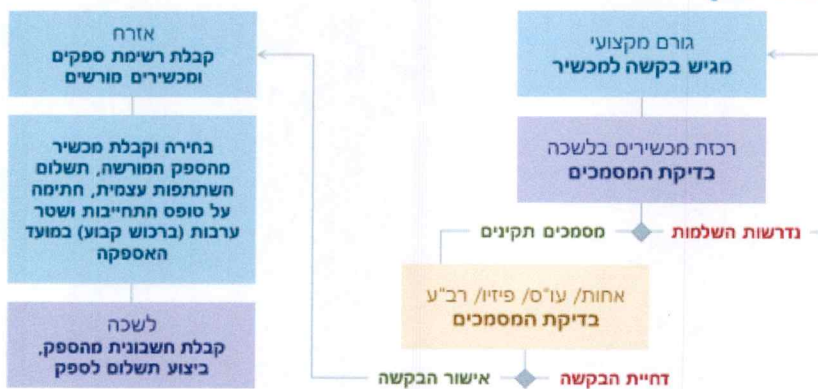 גורם מקצועי
מגיש בקשה למכשיר
רכזת מכשירים בלשכה
בדיקת המסמכים
נדרשות השלמות
מסמכים תקינים
אחות/ עו"ס/ פיזיו/ רב"ע
בדיקת המסמכים
דחיית הבקשה
אישור הבקשה
אזרח
קבלת רשימת ספקים
ומכשירים מורשים
בחירה וקבלת מכשיר
מהספק המורשה, תשלום
השתתפות עצמית, חתימה
על טופס התחייבות ושטר
ערבות (ברכוש קבוע) במועד
האספקה
לשכה
קבלת חשבונית מהספק,
ביצוע תשלום לספק